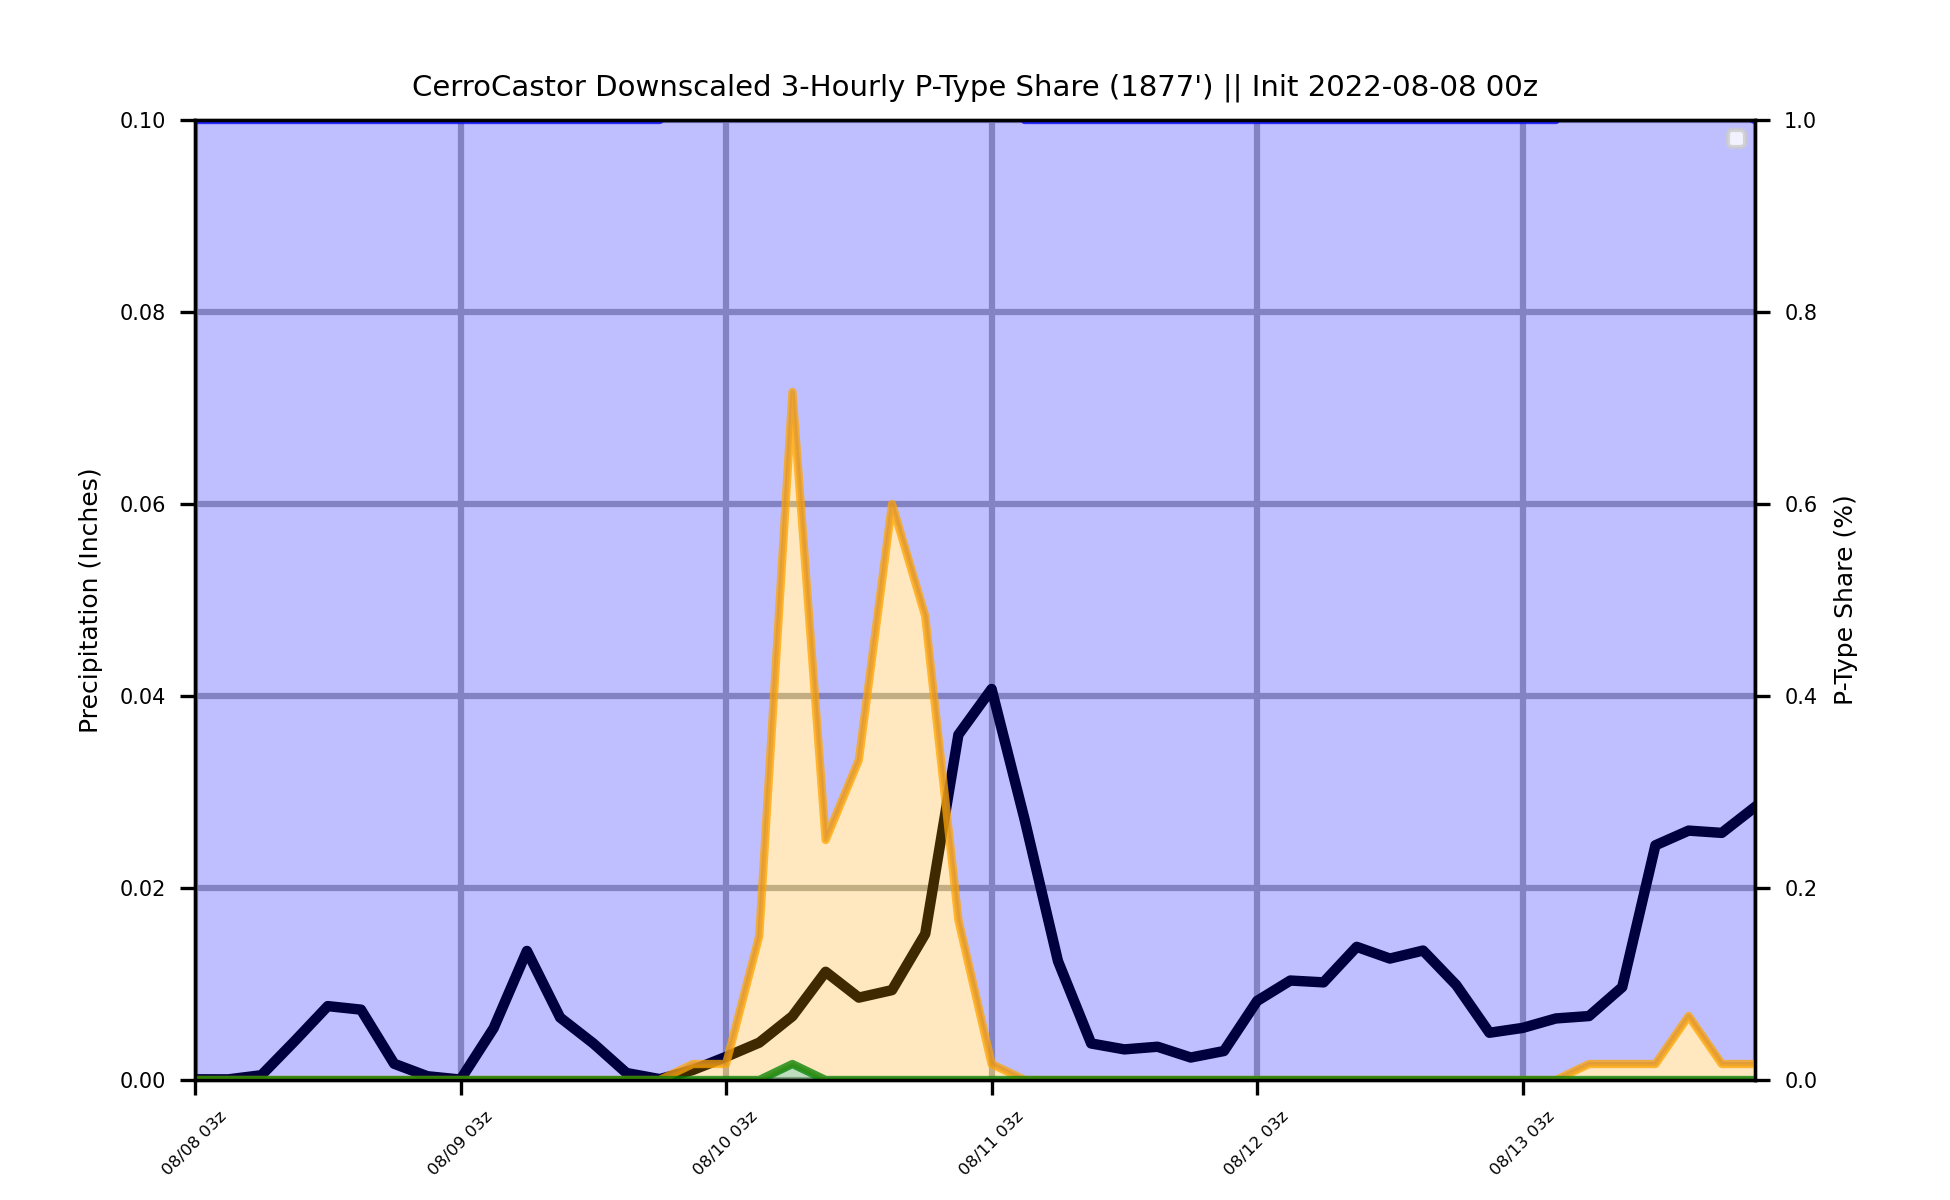 CerroCastor Downscaled 3-Hourly P-Type Share (1877') || Init 2022-08-08 00z
0.10
0.08
0.06
0.04
0.02
0.00
Precipitation (Inches)
1.0
0.8
0.6
0.4
0.2
0.0
P-Type Share (%)
08/08 03z
08/09 03z
08/10 03z
08/11 03z
08/12 03z
08/13 03z